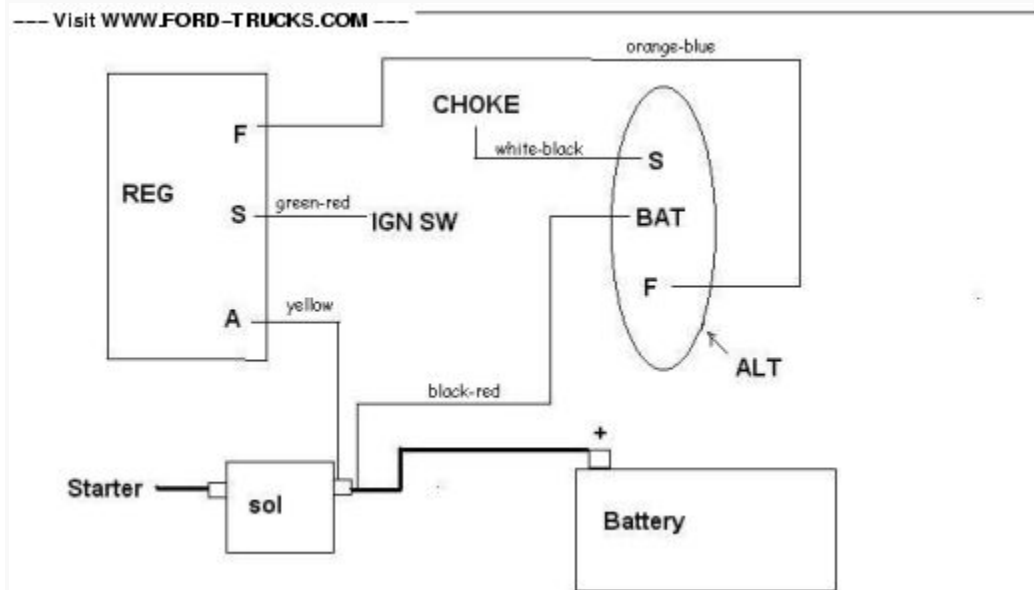 --- Visit WWW.FORD-TRUCKS.COM ---
orange-blue
CHOKE
F
white-black
S
REG
green-red
S
IGN SW
BAT
F
yellow
A
ALT
black-red
+
Starter
sol
Battery